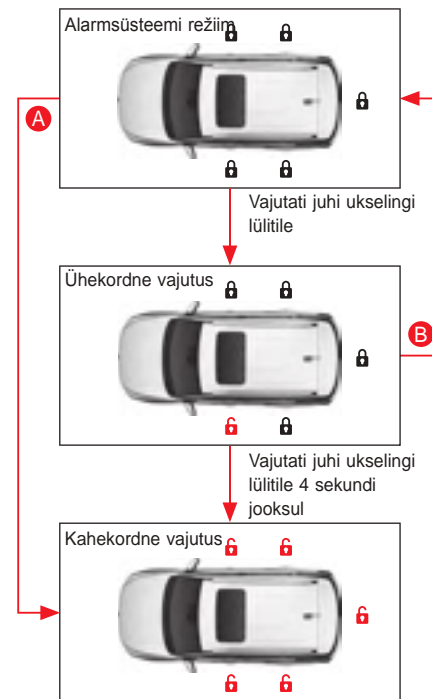 Alarmsüsteemi režiim
A
Vajutati juhi ukselingi
lülitile
Ühekordne vajutus
B
Vajutati juhi ukselingi
lülitile 4 sekundi
jooksul
Kahekordne vajutus